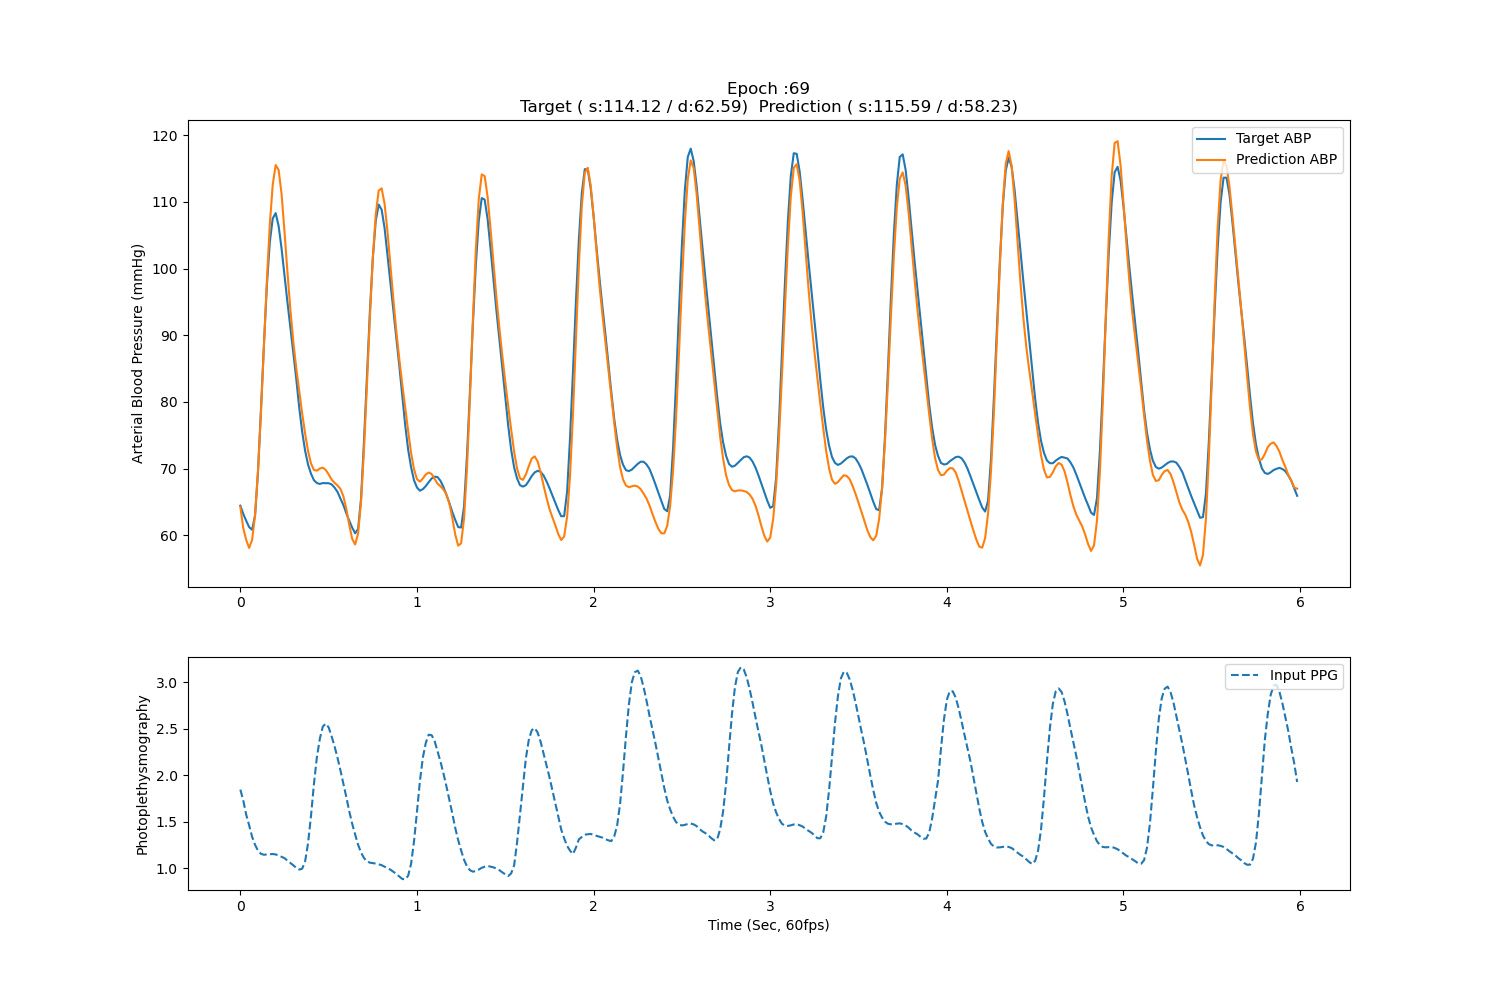 Epoch :69
Target ( s:114.12 / d:62.59)  Prediction ( s:115.59 / d:58.23)
Target ABP
Prediction ABP
Arterial Blood Pressure (mmHg)
120
110
100
90
80
70
60
0 1 2 3 4 5 6
Input PPG
Photoplethysmography
3.0
2.5
2.0
1.5
1.0
0 1 2 3 4 5 6
Time (Sec, 60fps)